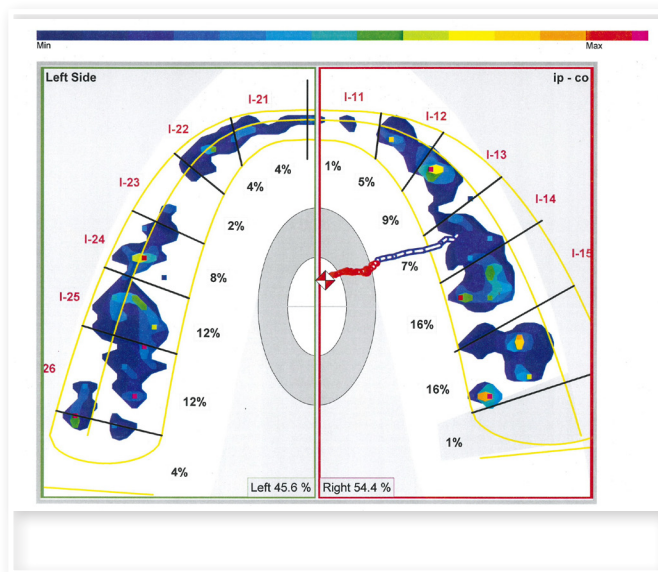 Min Max
Left Side ip - co
I-21 I-11
I-22 I-12
I-23 I-13
I-24 I-14
I-25 I-15
26
4% 1%
4% 5%
2% 9%
8% 7%
12% 16%
12% 16%
4% 1%
Left 45.6 % Right 54.4 %